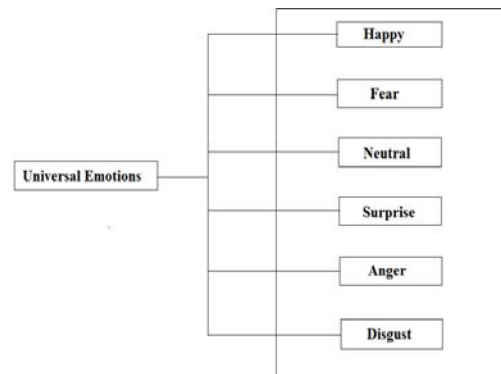 Happy
Fear
Neutral
Universal Emotions
Surprise
Anger
Disgust